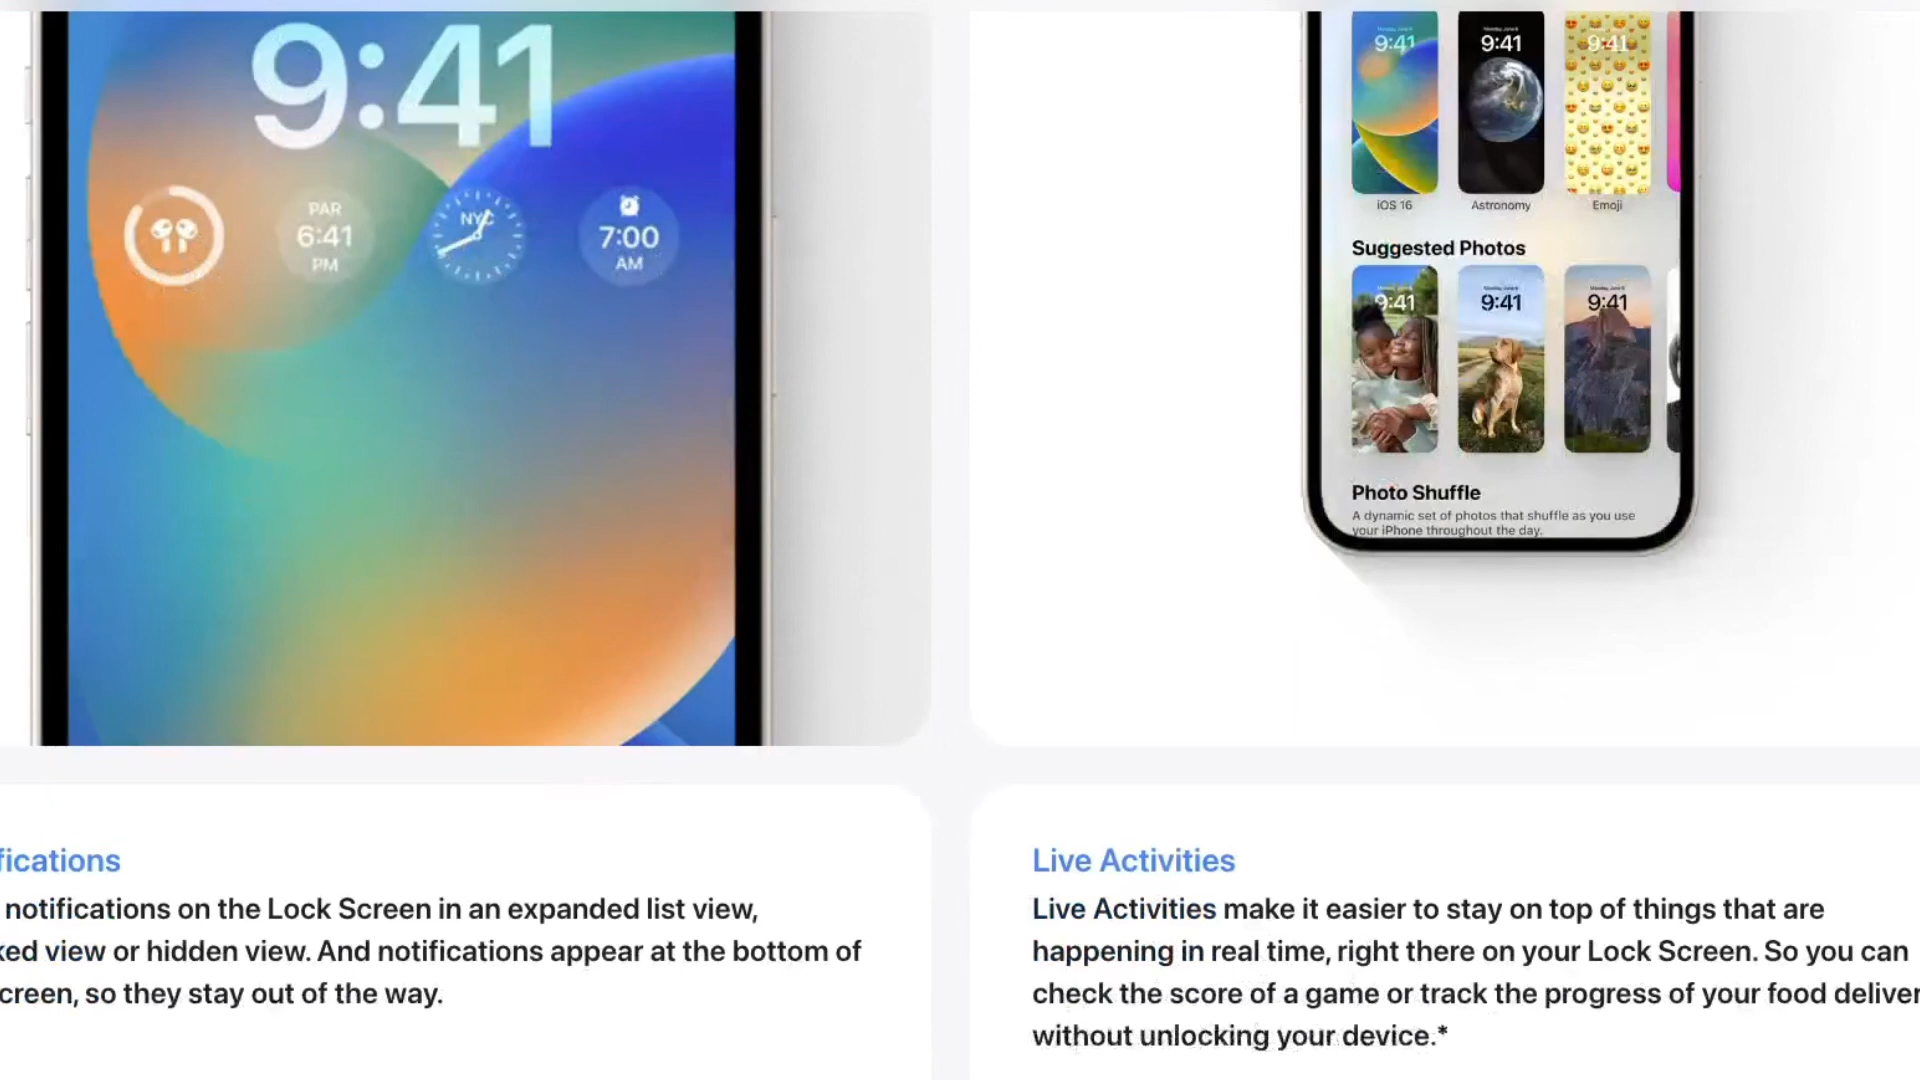 9:41
PAR
6:41
PM
NYC
7:00
AM
9:41
9:41
9:41
iOS 16
Astronomy
Emoji
Suggested Photos
9:41
9:41
9:41
Photo Shuffle
A dynamic set of photos that shuffle as you use
your iPhone throughout the day.
fications
notifications on the Lock Screen in an expanded list view,
ked view or hidden view. And notifications appear at the bottom of
creen, so they stay out of the way.
Live Activities
Live Activities make it easier to stay on top of things that are
happening in real time, right there on your Lock Screen. So you can
check the score of a game or track the progress of your food deliver
without unlocking your device.*